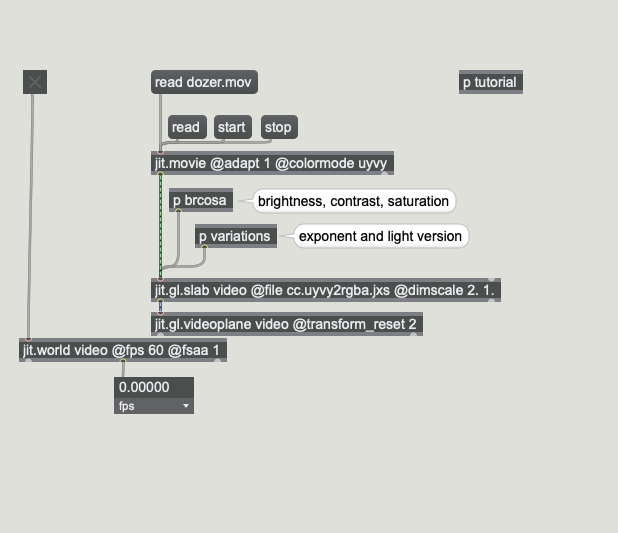 read dozer.mov
p tutorial
read
start
stop
jit.movie @adapt 1 @colormode uyvy
p brcosa
brightness, contrast, saturation
p variations
exponent and light version
jit.gl.slab video @file cc.uyvy2rgba.jxs @dimscale 2. 1.
jit.gl.videoplane video @transform_reset 2
jit.world video @fps 60 @fsaa 1
0.00000
fps